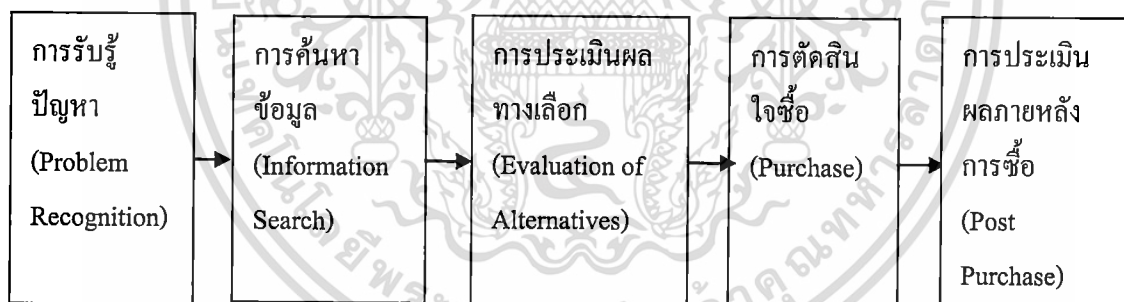 การรับรู้
ปัญหา
(Problem
Recognition)
การค้นหา
ข้อมูล
(Information
Search)
การประเมินผล
ทางเลือก
(Evaluation of
Alternatives)
การตัดสิน
ใจซื้อ
(Purchase)
การประเมิน
ผลภายหลัง
การซื้อ
(Post
Purchase)